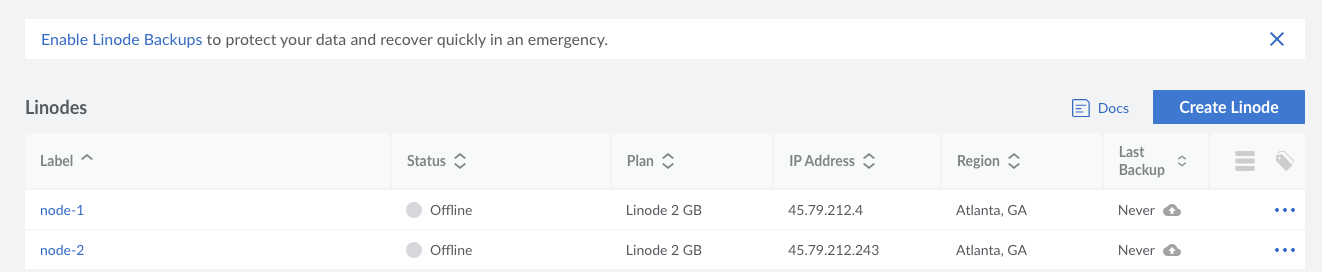 Enable Linode Backups to protect your data and recover quickly in an emergency.
Linodes
Docs
Create Linode
Label Status Plan IP Address Region Last Backup
node-1 Offline Linode 2 GB 45.79.212.4 Atlanta, GA Never
node-2 Offline Linode 2 GB 45.79.212.243 Atlanta, GA Never